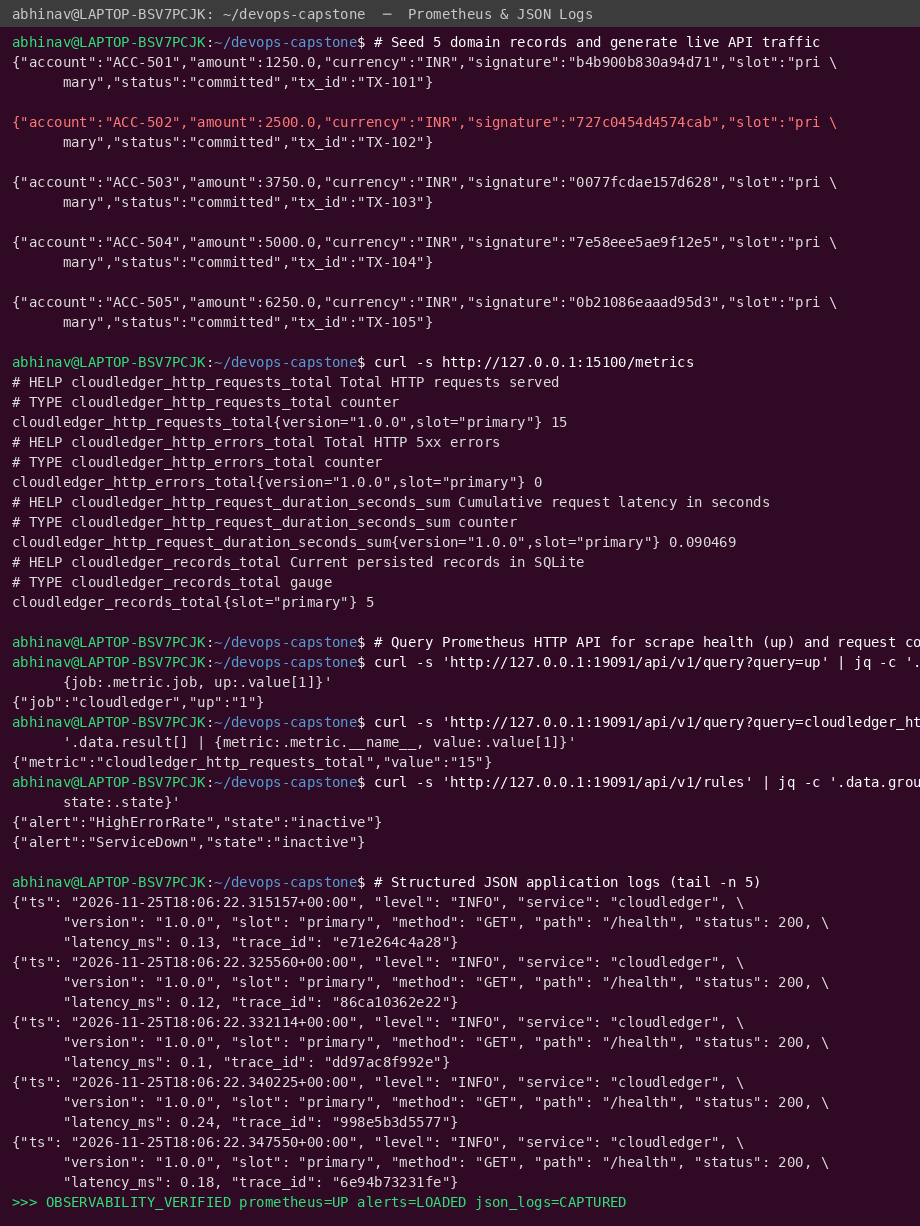 abhinav@LAPTOP-BSV7PCJK: ~/devops-capstone — Prometheus & JSON Logs
abhinav@LAPTOP-BSV7PCJK:~/devops-capstone$ # Seed 5 domain records and generate live API traffic
{"account":"ACC-501","amount":1250.0,"currency":"INR","signature":"b4b900b830a94d71","slot":"pri \
mary","status":"committed","tx_id":"TX-101"}
{"account":"ACC-502","amount":2500.0,"currency":"INR","signature":"727c0454d4574cab","slot":"pri \
mary","status":"committed","tx_id":"TX-102"}
{"account":"ACC-503","amount":3750.0,"currency":"INR","signature":"0077fcdae157d628","slot":"pri \
mary","status":"committed","tx_id":"TX-103"}
{"account":"ACC-504","amount":5000.0,"currency":"INR","signature":"7e58eee5ae9f12e5","slot":"pri \
mary","status":"committed","tx_id":"TX-104"}
{"account":"ACC-505","amount":6250.0,"currency":"INR","signature":"0b21086eaaad95d3","slot":"pri \
mary","status":"committed","tx_id":"TX-105"}
abhinav@LAPTOP-BSV7PCJK:~/devops-capstone$ curl -s http://127.0.0.1:15100/metrics
# HELP cloudledger_http_requests_total Total HTTP requests served
# TYPE cloudledger_http_requests_total counter
cloudledger_http_requests_total{version="1.0.0",slot="primary"} 15
# HELP cloudledger_http_errors_total Total HTTP 5xx errors
# TYPE cloudledger_http_errors_total counter
cloudledger_http_errors_total{version="1.0.0",slot="primary"} 0
# HELP cloudledger_http_request_duration_seconds_sum Cumulative request latency in seconds
# TYPE cloudledger_http_request_duration_seconds_sum counter
cloudledger_http_request_duration_seconds_sum{version="1.0.0",slot="primary"} 0.090469
# HELP cloudledger_records_total Current persisted records in SQLite
# TYPE cloudledger_records_total gauge
cloudledger_records_total{slot="primary"} 5
abhinav@LAPTOP-BSV7PCJK:~/devops-capstone$ # Query Prometheus HTTP API for scrape health (up) and request co
abhinav@LAPTOP-BSV7PCJK:~/devops-capstone$ curl -s 'http://127.0.0.1:19091/api/v1/query?query=up' | jq -c '.
{job:.metric.job, up:.value[1]}'
{"job":"cloudledger","up":"1"}
abhinav@LAPTOP-BSV7PCJK:~/devops-capstone$ curl -s 'http://127.0.0.1:19091/api/v1/query?query=cloudledger_ht
'.data.result[] | {metric:.metric.__name__, value:.value[1]}'
{"metric":"cloudledger_http_requests_total","value":"15"}
abhinav@LAPTOP-BSV7PCJK:~/devops-capstone$ curl -s 'http://127.0.0.1:19091/api/v1/rules' | jq -c '.data.grou
state:.state}'
{"alert":"HighErrorRate","state":"inactive"}
{"alert":"ServiceDown","state":"inactive"}
abhinav@LAPTOP-BSV7PCJK:~/devops-capstone$ # Structured JSON application logs (tail -n 5)
{"ts": "2026-11-25T18:06:22.315157+00:00", "level": "INFO", "service": "cloudledger", \
"version": "1.0.0", "slot": "primary", "method": "GET", "path": "/health", "status": 200, \
"latency_ms": 0.13, "trace_id": "e71e264c4a28"}
{"ts": "2026-11-25T18:06:22.325560+00:00", "level": "INFO", "service": "cloudledger", \
"version": "1.0.0", "slot": "primary", "method": "GET", "path": "/health", "status": 200, \
"latency_ms": 0.12, "trace_id": "86ca10362e22"}
{"ts": "2026-11-25T18:06:22.332114+00:00", "level": "INFO", "service": "cloudledger", \
"version": "1.0.0", "slot": "primary", "method": "GET", "path": "/health", "status": 200, \
"latency_ms": 0.1, "trace_id": "dd97ac8f992e"}
{"ts": "2026-11-25T18:06:22.340225+00:00", "level": "INFO", "service": "cloudledger", \
"version": "1.0.0", "slot": "primary", "method": "GET", "path": "/health", "status": 200, \
"latency_ms": 0.24, "trace_id": "998e5b3d5577"}
{"ts": "2026-11-25T18:06:22.347550+00:00", "level": "INFO", "service": "cloudledger", \
"version": "1.0.0", "slot": "primary", "method": "GET", "path": "/health", "status": 200, \
"latency_ms": 0.18, "trace_id": "6e94b73231fe"}
>>> OBSERVABILITY_VERIFIED prometheus=UP alerts=LOADED json_logs=CAPTURED